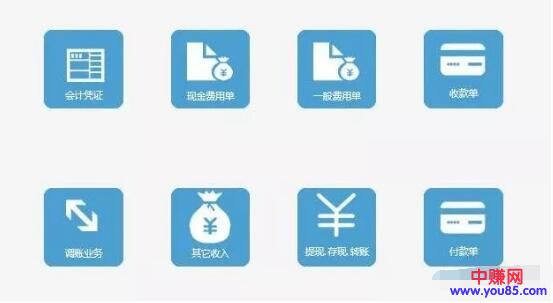 会计凭证
现金费用单
一般费用单
收款单
调账业务
其它收入
提现.存现.转账
付款单
中赚网
www.you85.com